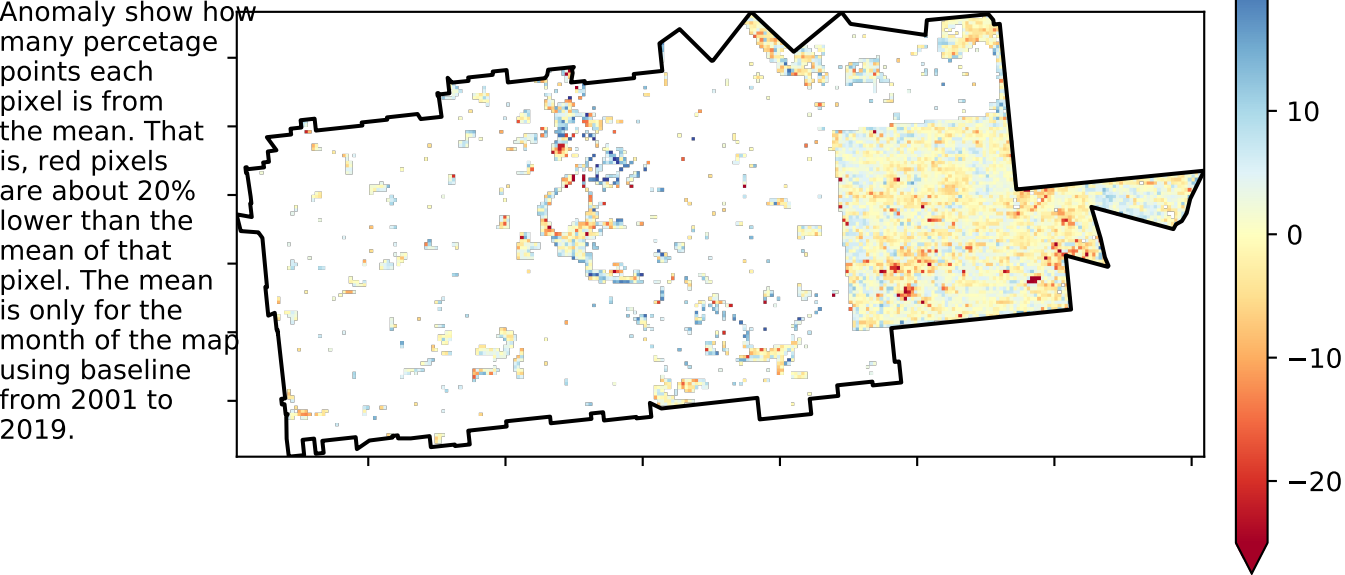 Anomaly show how
many percetage
points each
pixel is from
the mean. That
is, red pixels
are about 20%
lower than the
mean of that
pixel. The mean
is only for the
month of the map
using baseline
from 2001 to
2019.
10
0
−10
−20